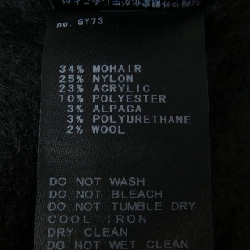 no. GY73
34% MOHAIR
25% NYLON
23% ACRYLIC
10% POLYESTER
3% ALPACA
3% POLYURETHANE
2% WOOL
DO NOT WASH
DO NOT BLEACH
DO NOT TUMBLE DRY
COOL IRON
DRY CLEAN
DO NOT WET CLEAN